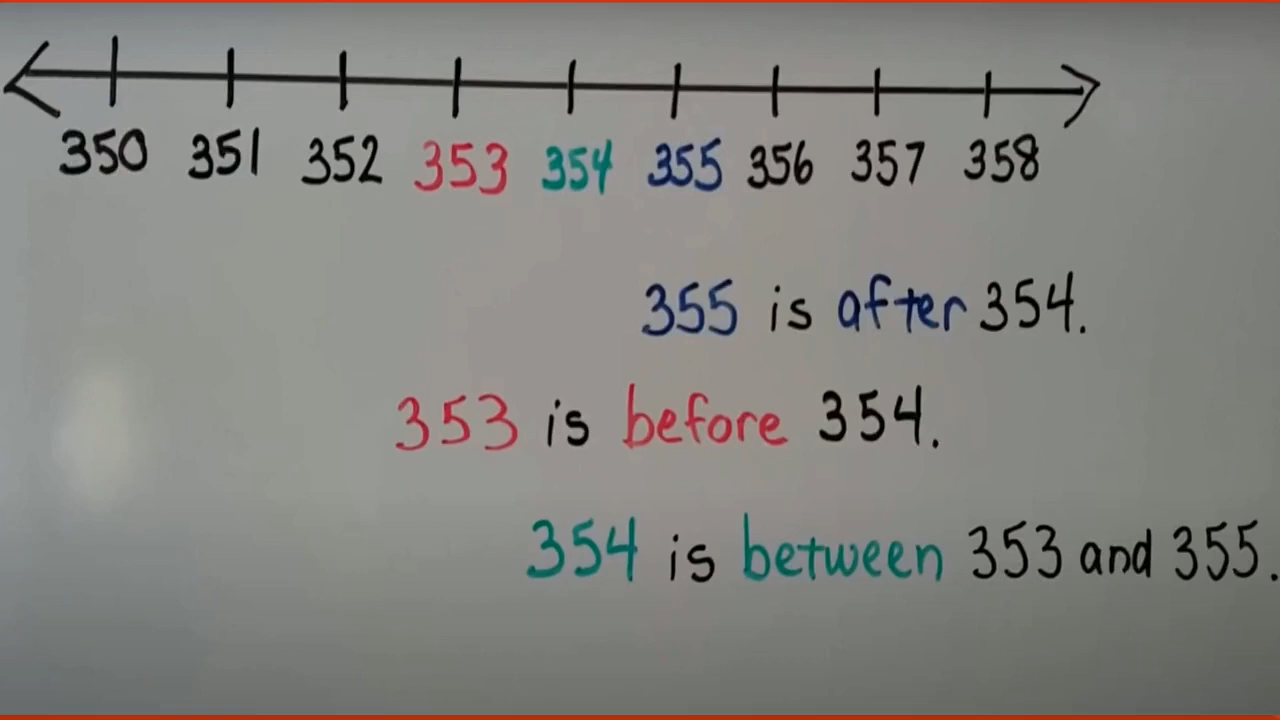 350 351 352 353 354 355 356 357 358
355 is after 354.
353 is before 354.
354 is between 353 and 355.